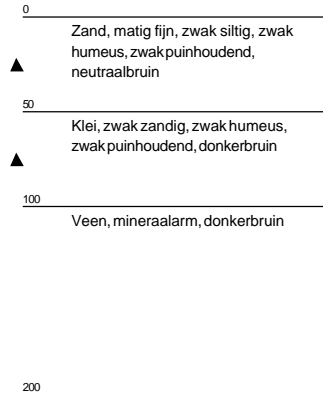 0
Zand, matig fijn, zwak siltig, zwak
humeus, zwak puinhoudend,
neutraalbruin
50
Klei, zwak zandig, zwak humeus,
zwak puinhoudend, donkerbruin
100
Veen, mineraalarm, donkerbruin
200